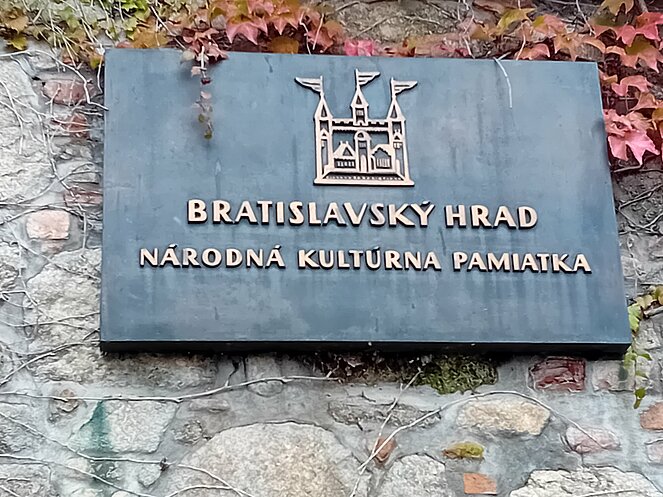 BRATISLAVSKÝ HRAD
NÁRODNÁ KULTÚRNA PAMIATKA